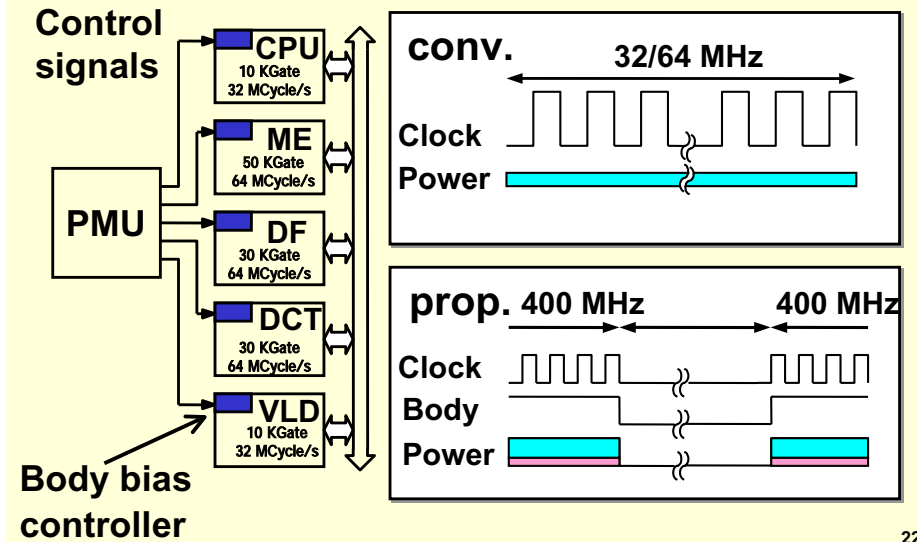 Control
signals
CPU
10 KGate
32 MCycle/s
ME
50 KGate
64 MCycle/s
PMU
DF
30 KGate
64 MCycle/s
DCT
30 KGate
64 MCycle/s
VLD
10 KGate
32 MCycle/s
Body bias
controller
conv.
32/64 MHz
Clock
Power
prop. 400 MHz 400 MHz
Clock
Body
Power
22